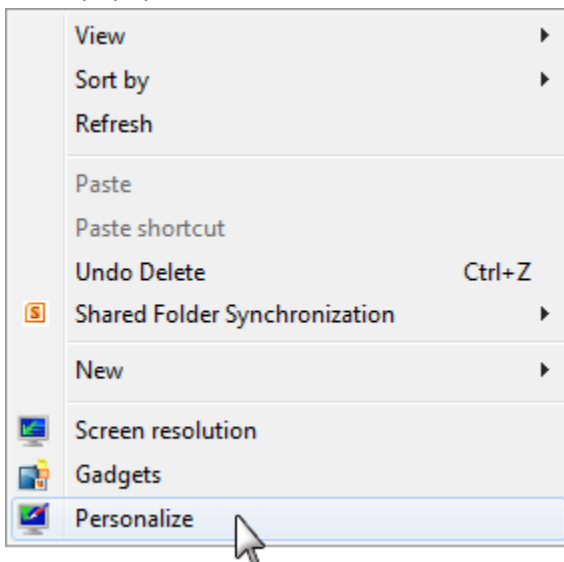 View
Sort by
Refresh
Paste
Paste shortcut
Undo Delete Ctrl+Z
S Shared Folder Synchronization
New
Screen resolution
Gadgets
Personalize